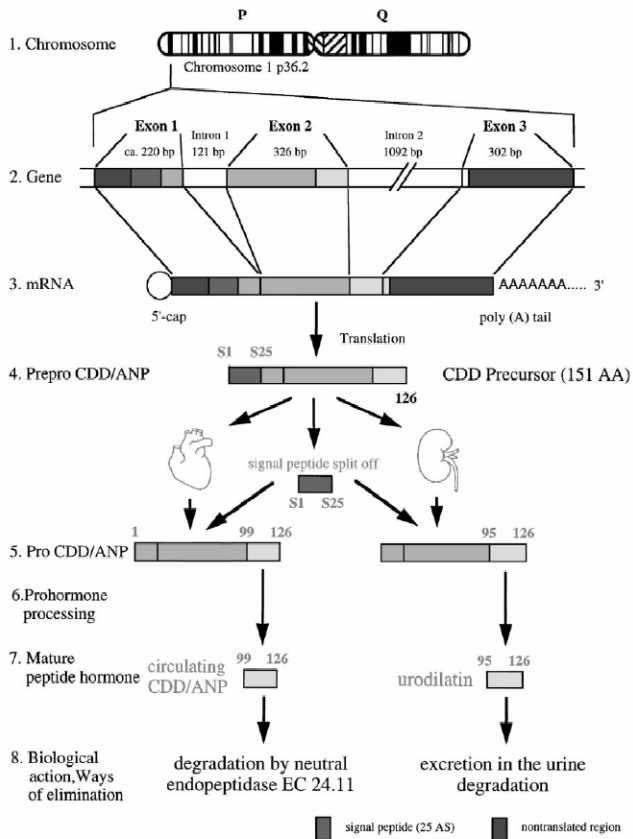 P Q
1. Chromosome
Chromosome 1 p36.2
Exon 1 Intron 1 Exon 2 Intron 2 Exon 3
ca. 220 bp 121 bp 326 bp 1092 bp 302 bp
2. Gene
3. mRNA AAAAAAA..... 3'
5'-cap poly (A) tail
Translation
S1 S25
4. Prepro CDD/ANP CDD Precursor (151 AA)
126
signal peptide split off
S1 S25
1 99 126 95 126
5. Pro CDD/ANP
6.Prohormone
processing
7. Mature 99 126 95 126
peptide hormone circulating urodilatin
CDD/ANP
8. Biological degradation by neutral excretion in the urine
action,Ways endopeptidase EC 24.11 degradation
of elimination
signal peptide (25 AS) nontranslated region